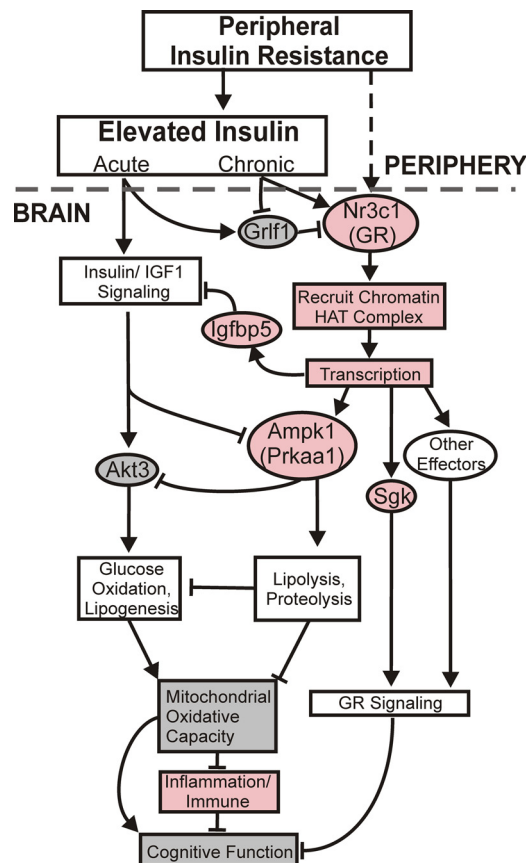 Peripheral
Insulin Resistance
Elevated Insulin
Acute Chronic
PERIPHERY
BRAIN
Grlf1
Nr3c1
(GR)
Insulin/ IGF1
Signaling
Recruit Chromatin
HAT Complex
Igfbp5
Transcription
Ampk1
(Prkaa1)
Other
Effectors
Akt3
Sgk
Glucose
Oxidation,
Lipogenesis
Lipolysis,
Proteolysis
Mitochondrial
Oxidative
Capacity
GR Signaling
Inflammation/
Immune
Cognitive Function